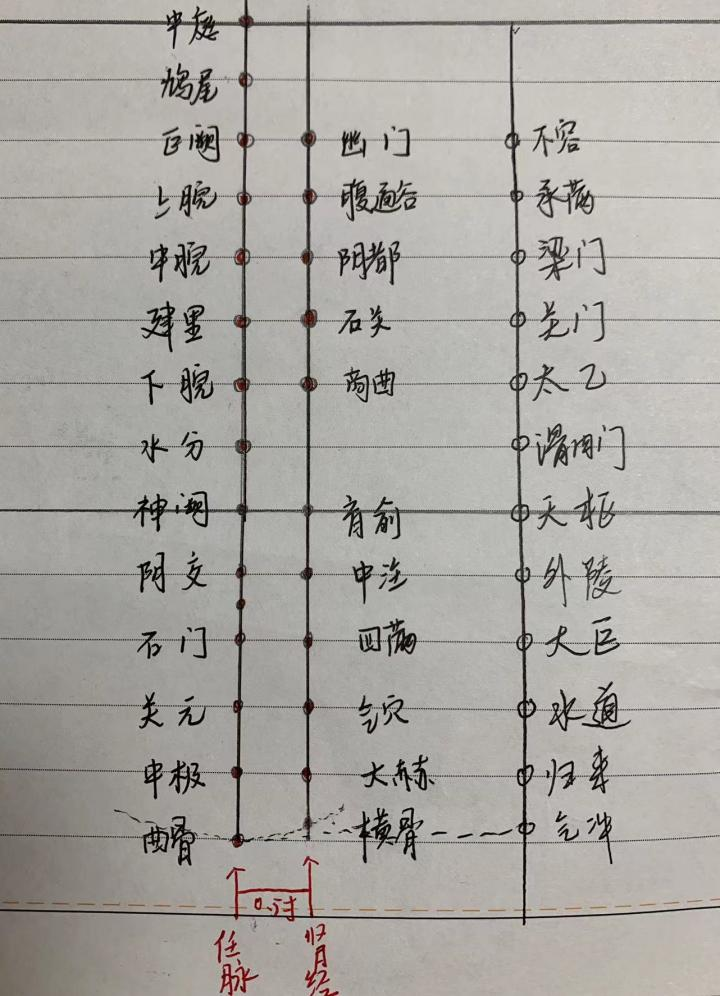 中庭
鸠尾
巨阙 幽门 不容
上脘 腹通谷 承满
中脘 阴都 梁门
建里 石关 关门
下脘 商曲 太乙
水分 滑肉门
神阙 肓俞 天枢
阴交 中注 外陵
石门 四满 大巨
关元 气穴 水道
中极 大赫 归来
曲骨 横骨 气冲
0.5寸
任脉 肾经